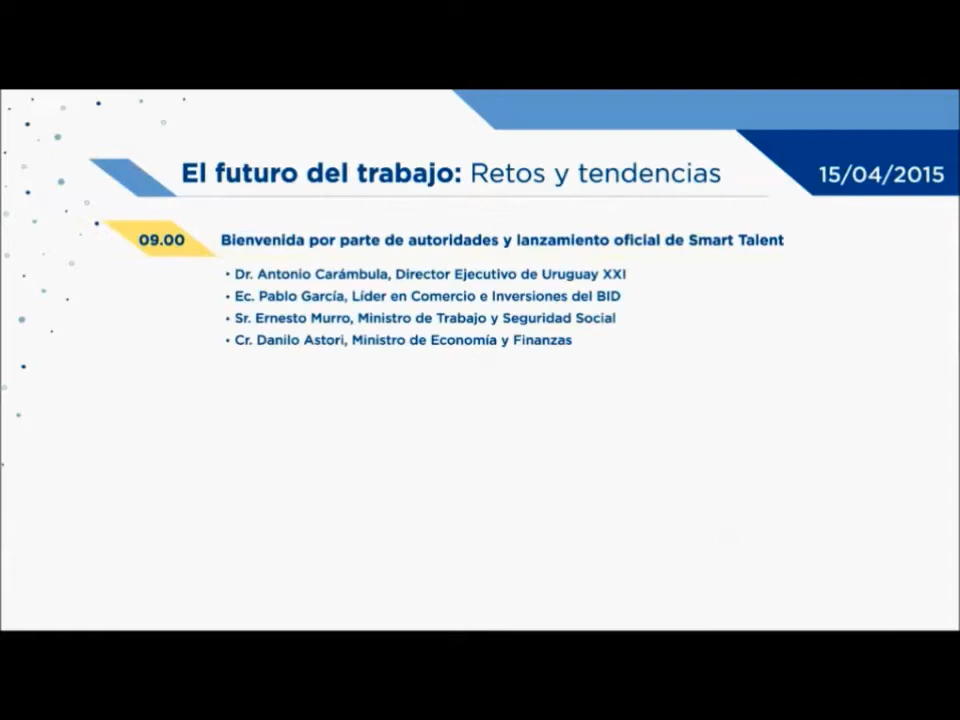 El futuro del trabajo: Retos y tendencias
15/04/2015
09.00
Bienvenida por parte de autoridades y lanzamiento oficial de Smart Talent
• Dr. Antonio Carámbula, Director Ejecutivo de Uruguay XXI
• Ec. Pablo García, Líder en Comercio e Inversiones del BID
• Sr. Ernesto Murro, Ministro de Trabajo y Seguridad Social
• Cr. Danilo Astori, Ministro de Economía y Finanzas